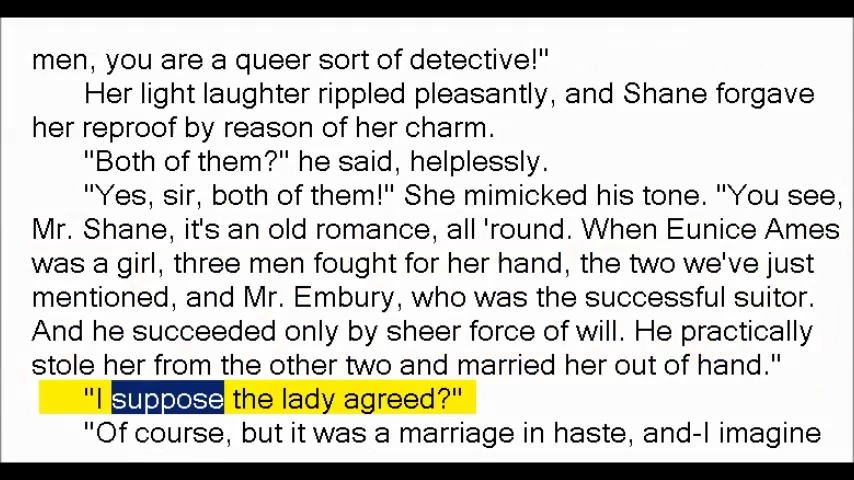 men, you are a queer sort of detective!"
Her light laughter rippled pleasantly, and Shane forgave
her reproof by reason of her charm.
"Both of them?" he said, helplessly.
"Yes, sir, both of them!" She mimicked his tone. "You see,
Mr. Shane, it's an old romance, all 'round. When Eunice Ames
was a girl, three men fought for her hand, the two we've just
mentioned, and Mr. Embury, who was the successful suitor.
And he succeeded only by sheer force of will. He practically
stole her from the other two and married her out of hand."
"I suppose the lady agreed?"
"Of course, but it was a marriage in haste, and-I imagine